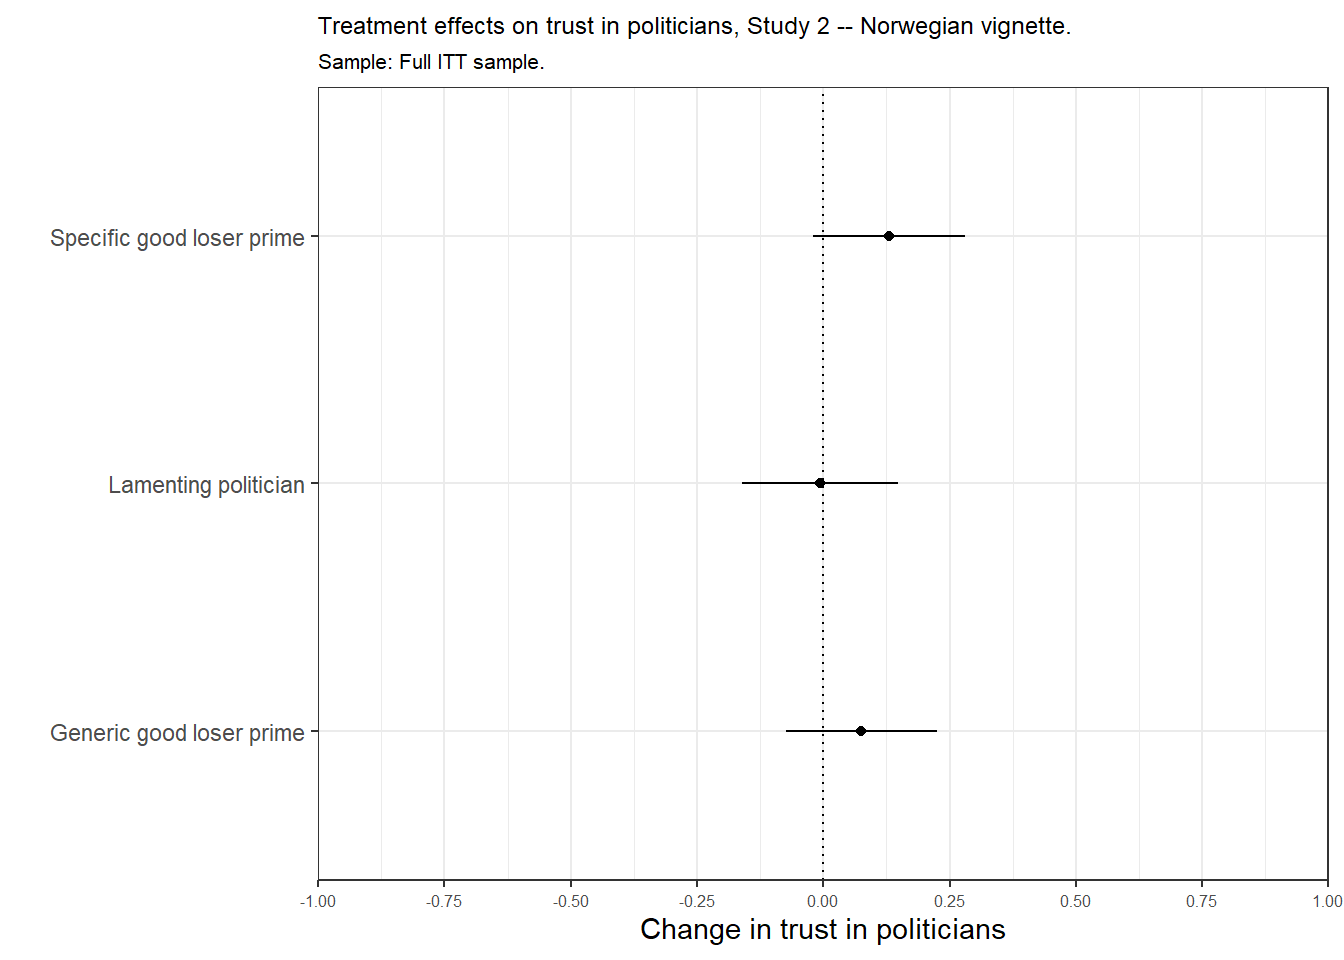 Treatment effects on trust in politicians, Study 2 -- Norwegian vignette.
Sample: Full ITT sample.
Specific good loser prime
Lamenting politician
Generic good loser prime
-1.00 -0.75 -0.50 -0.25 0.00 0.25 0.50 0.75 1.00
Change in trust in politicians